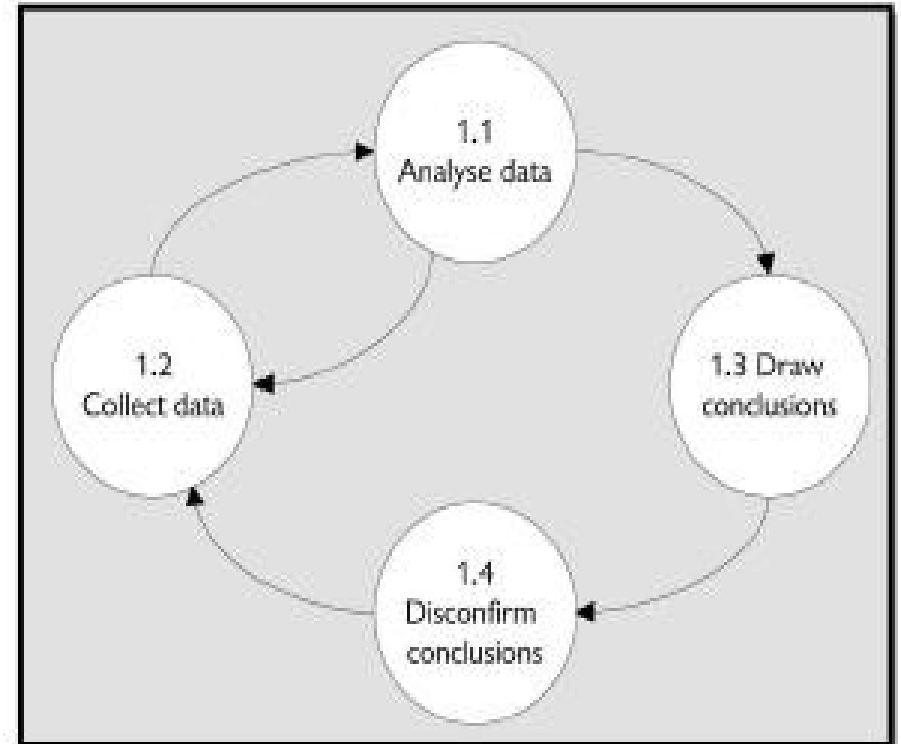 1.1
Analyse data
1.2
Collect data
1.3 Draw
conclusions
1.4
Disconfirm
conclusions